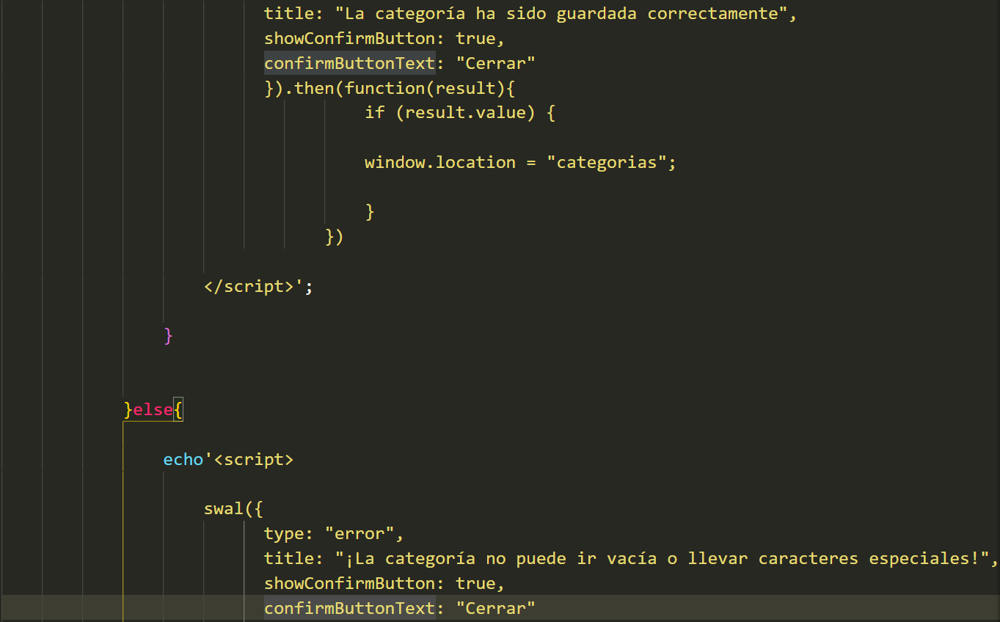 title: "La categoría ha sido guardada correctamente",
showConfirmButton: true,
confirmButtonText: "Cerrar"
}).then(function(result){
if (result.value) {
window.location = "categorias";
}
})
</script>';
}
}else{
echo'<script>
swal({
type: "error",
title: "¡La categoría no puede ir vacía o llevar caracteres especiales!",
showConfirmButton: true,
confirmButtonText: "Cerrar"